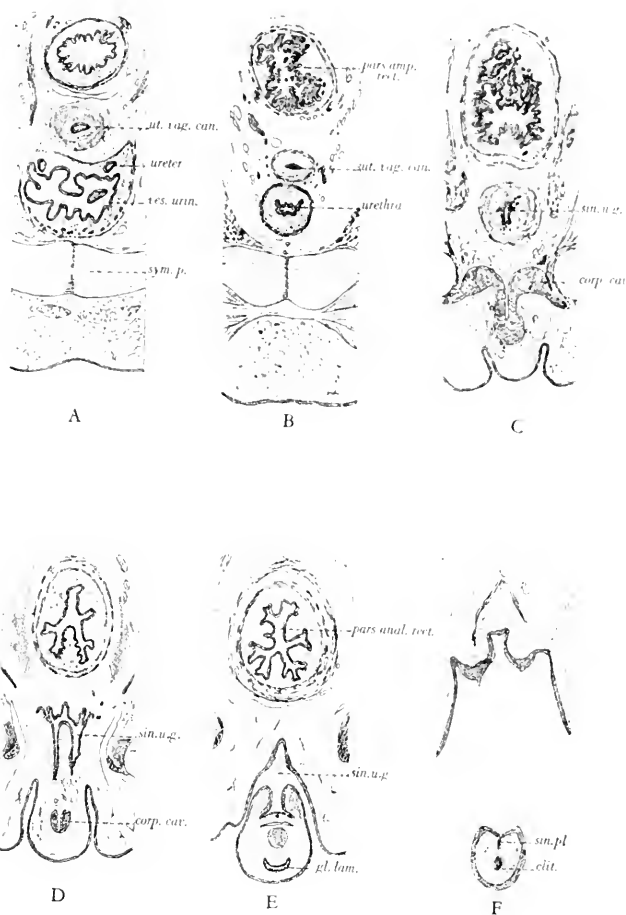 ut. vag. can.
ureter
ves. urin.
sym. p.
A
pars amp.
rect.
ut. vag. can.
urethra
B
sin. u. g.
corp. cav.
C
sin. u. g.
corp. cav.
D
pars anal. rect.
sin. u. g
gl. lam.
E
sin. pl
clit.
F